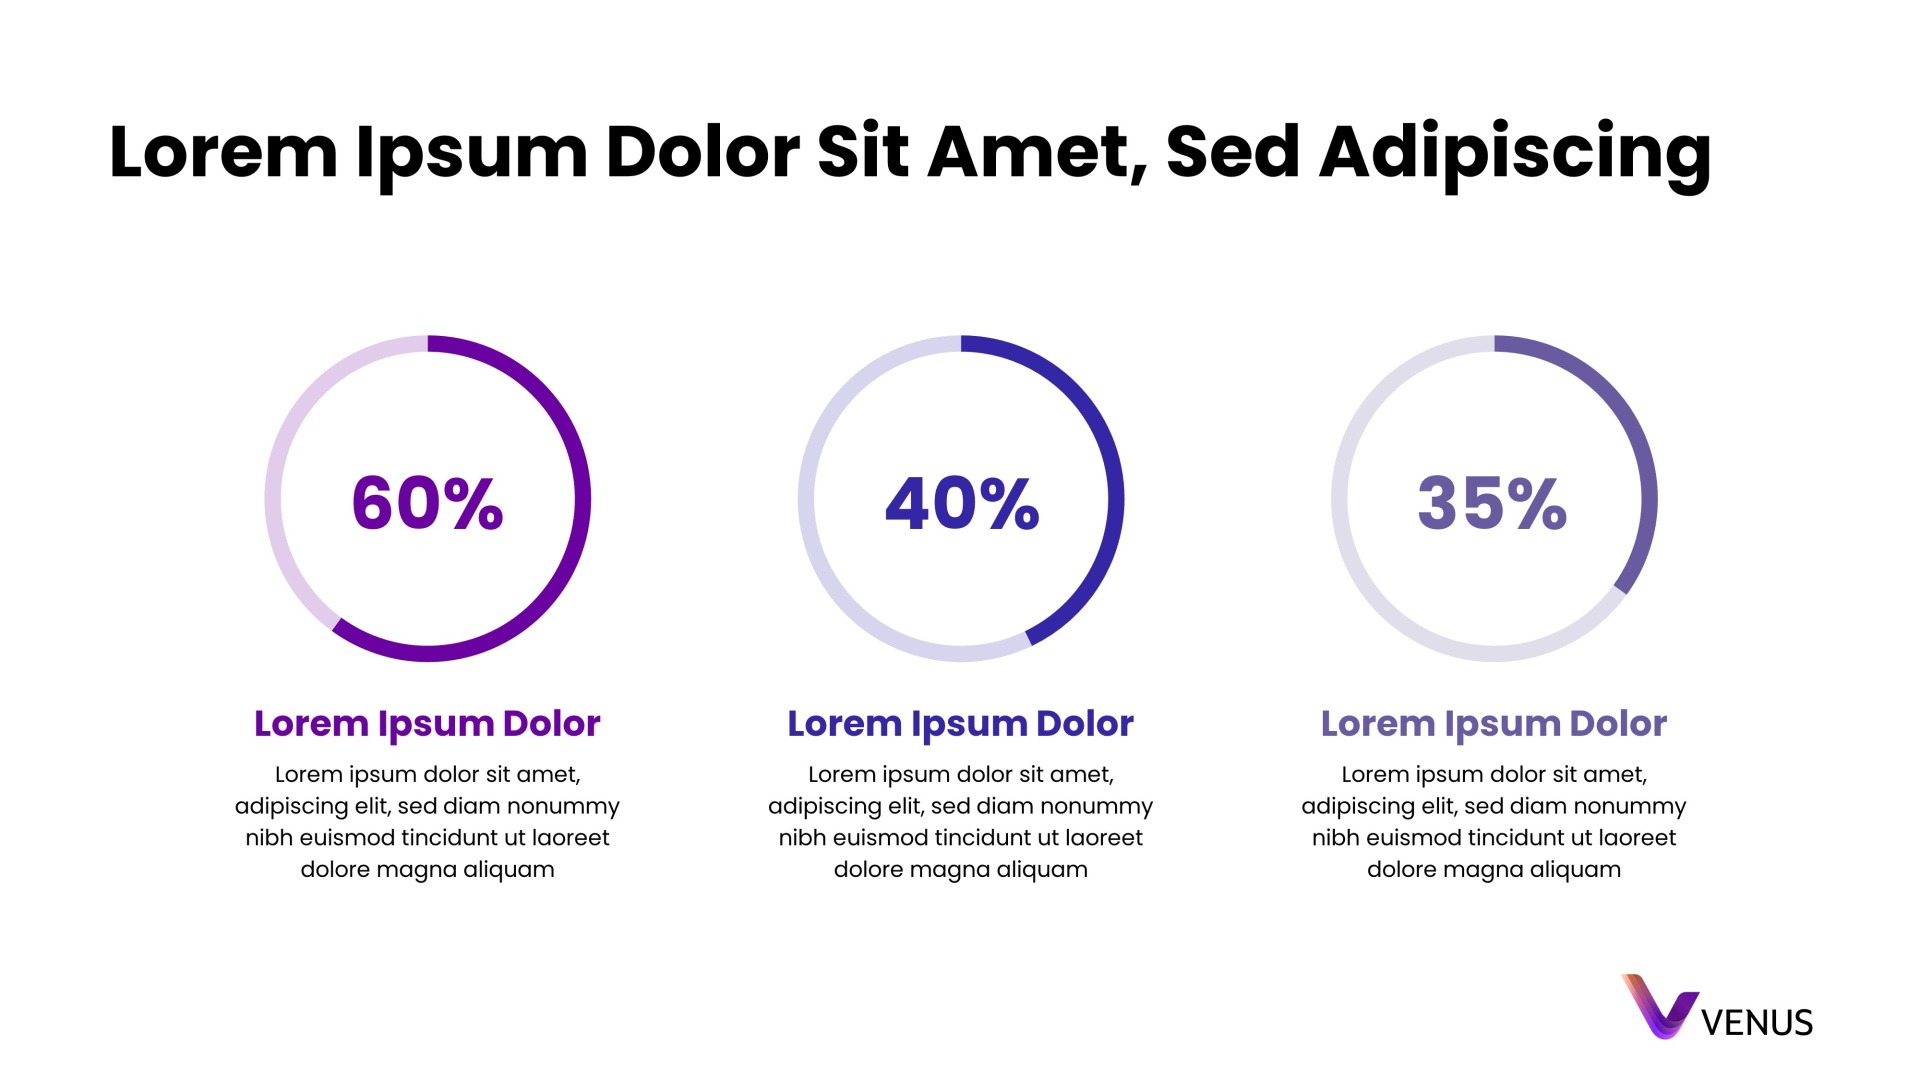 Lorem Ipsum Dolor Sit Amet, Sed Adipiscing
60%
Lorem Ipsum Dolor
Lorem ipsum dolor sit amet,
adipiscing elit, sed diam nonummy
nibh euismod tincidunt ut laoreet
dolore magna aliquam
40%
Lorem Ipsum Dolor
Lorem ipsum dolor sit amet,
adipiscing elit, sed diam nonummy
nibh euismod tincidunt ut laoreet
dolore magna aliquam
35%
Lorem Ipsum Dolor
Lorem ipsum dolor sit amet,
adipiscing elit, sed diam nonummy
nibh euismod tincidunt ut laoreet
dolore magna aliquam
VENUS